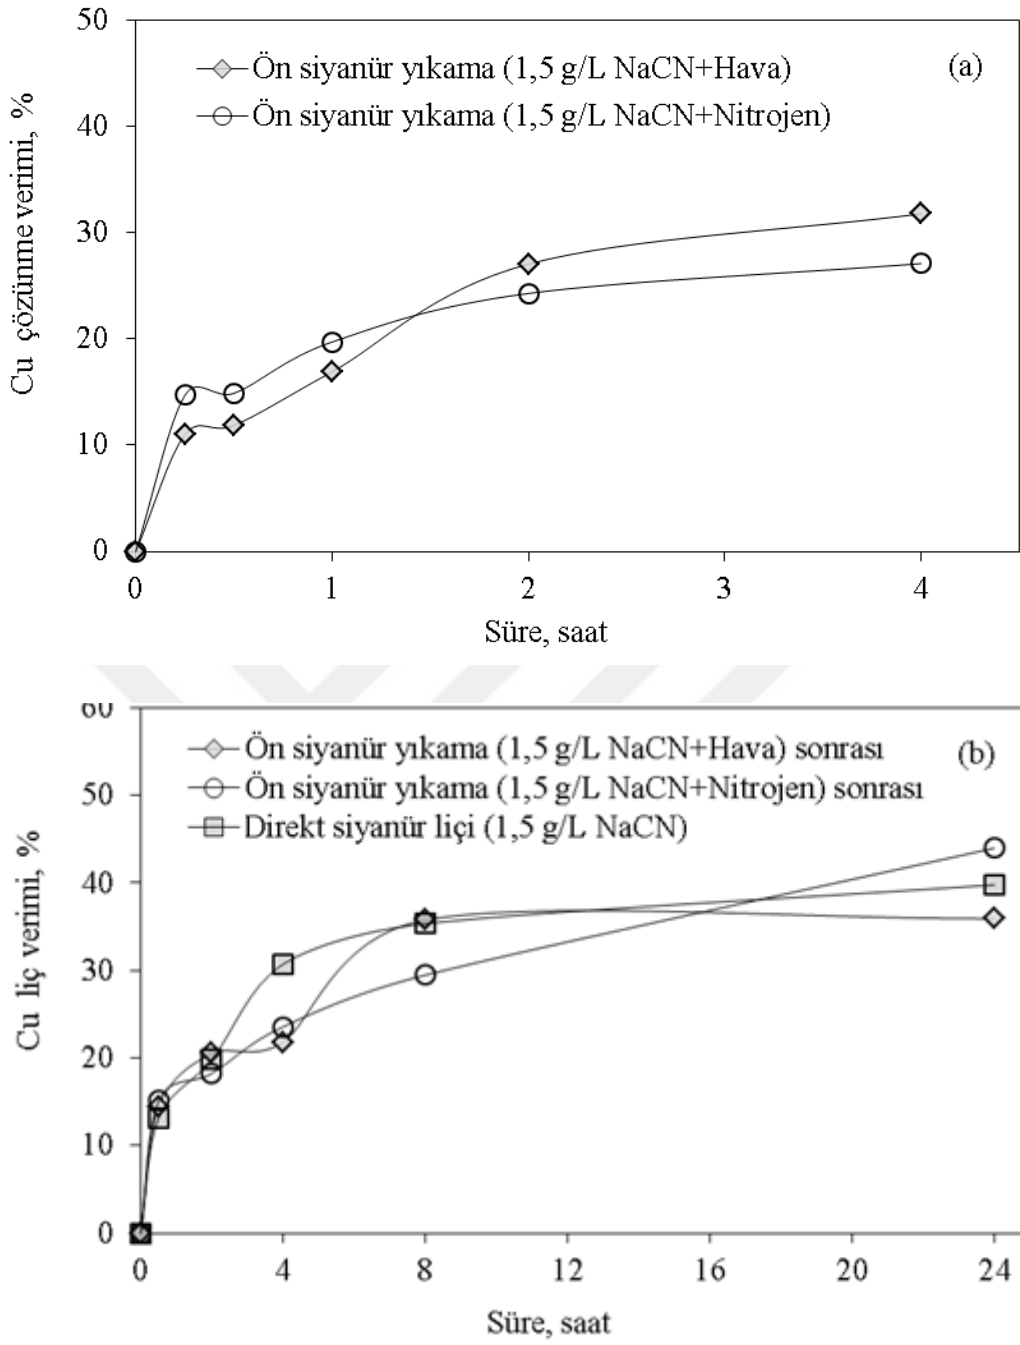 50
Ön siyanür yıkama (1,5 g/L NaCN+Hava)
(a)
Ön siyanür yıkama (1,5 g/L NaCN+Nitrojen)
40
30
20
10
0
Cu çözünme verimi, %
0 1 2 3 4
Süre, saat
60
Ön siyanür yıkama (1,5 g/L NaCN+Hava) sonrası
(b)
Ön siyanür yıkama (1,5 g/L NaCN+Nitrojen) sonrası
Direkt siyanür liçi (1,5 g/L NaCN)
50
40
30
20
10
0
Cu liç verimi, %
0 4 8 12 16 20 24
Süre, saat